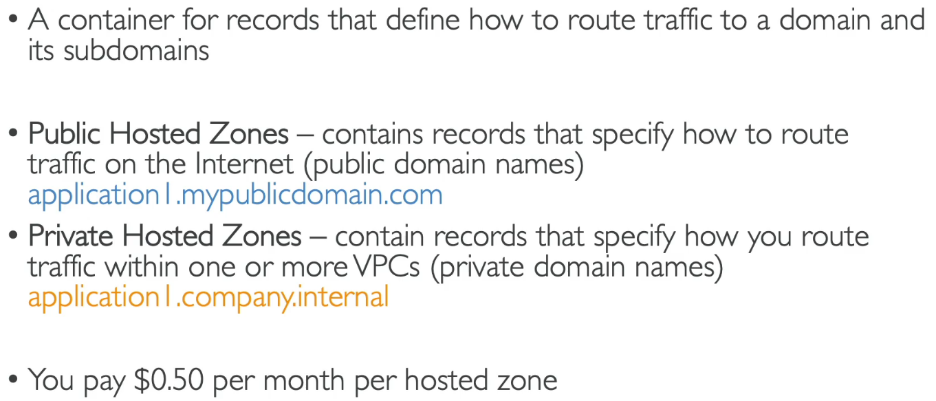 • A container for records that define how to route traffic to a domain and
its subdomains
• Public Hosted Zones – contains records that specify how to route
traffic on the Internet (public domain names)
application1.mypublicdomain.com
• Private Hosted Zones – contain records that specify how you route
traffic within one or more VPCs (private domain names)
application1.company.internal
• You pay $0.50 per month per hosted zone